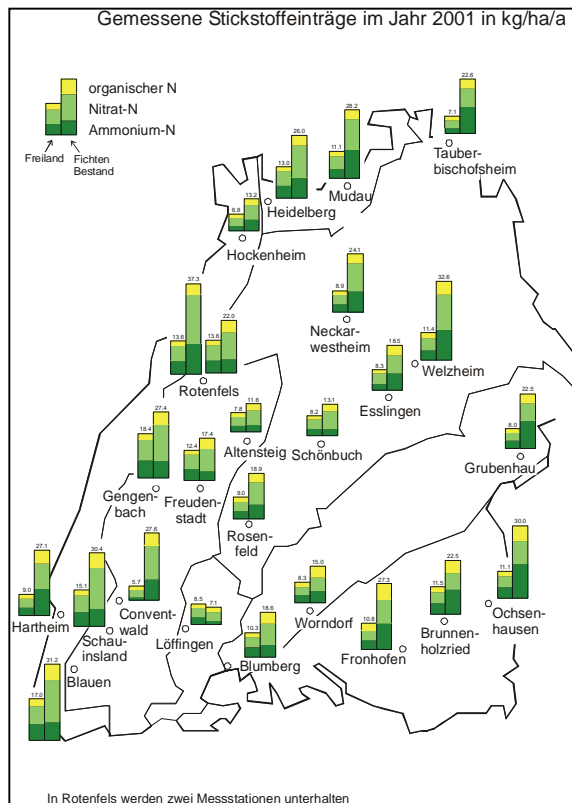 Gemessene Stickstoffeinträge im Jahr 2001 in kg/ha/a
organischer N
Nitrat-N
Ammonium-N
Freiland
Fichten
Bestand
7.1
22.6
Tauber-
bischofsheim
11.1
28.2
Mudau
13.0
26.0
Heidelberg
6.8
13.2
Hockenheim
8.9
24.1
Neckar-
westheim
11.4
32.6
Welzheim
13.6
37.3
13.6
22.0
Rotenfels
8.3
18.5
Esslingen
7.8
11.6
Altensteig
8.2
13.1
Schönbuch
8.0
22.5
Grubenhau
18.4
27.4
Gengen-
bach
12.4
17.4
Freuden-
stadt
9.0
18.9
Rosen-
feld
9.0
27.1
Hartheim
15.1
30.4
Schau-
insland
5.7
27.6
Convent-
wald
8.5
7.1
Löffingen
8.3
15.0
Worndorf
10.3
18.6
Blumberg
10.8
27.3
Fronhofen
11.5
22.5
Brunnen-
holzried
11.1
30.0
Ochsen-
hausen
17.0
31.2
Blauen
In Rotenfels werden zwei Messstationen unterhalten